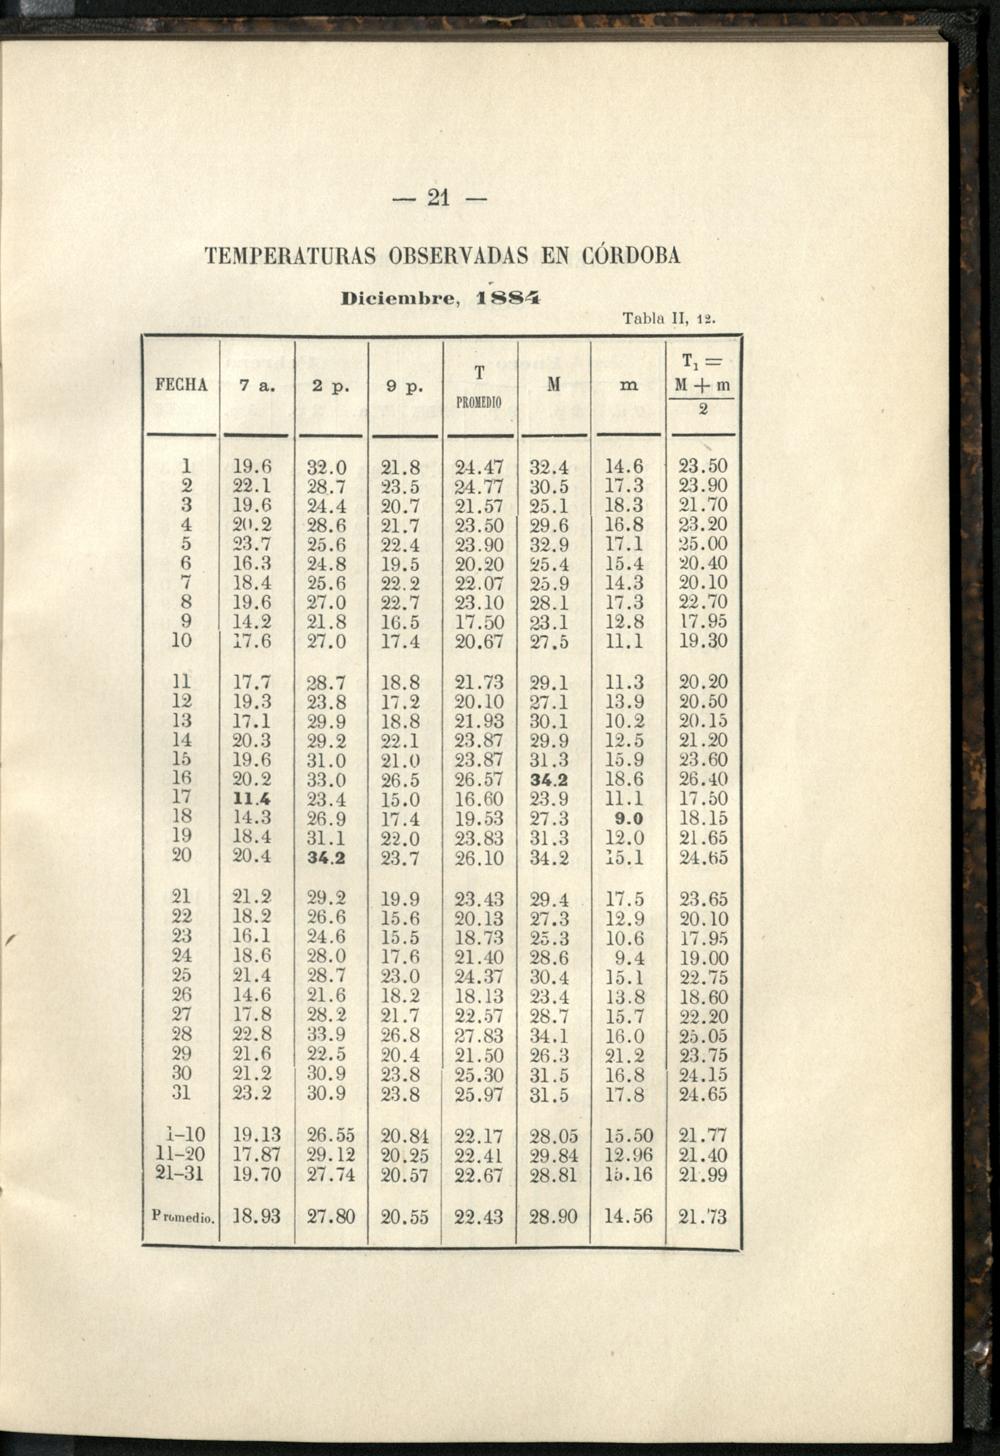 — 21 —
TEMPERATURAS OBSERVADAS EN CÓRDOBA
Diciembre, 1884
Tabla II, 12.
FECHA 7 a. 2 p. 9 p. T PROMEDIO M m T₁ = M + m / 2
1 19.6 32.0 21.8 24.47 32.4 14.6 23.50
2 22.1 28.7 23.5 24.77 30.5 17.3 23.90
3 19.6 24.4 20.7 21.57 25.1 18.3 21.70
4 20.2 28.6 21.7 23.50 29.6 16.8 23.20
5 23.7 25.6 22.4 23.90 32.9 17.1 25.00
6 16.3 24.8 19.5 20.20 25.4 15.4 20.40
7 18.4 25.6 22.2 22.07 25.9 14.3 20.10
8 19.6 27.0 22.7 23.10 28.1 17.3 22.70
9 14.2 21.8 16.5 17.50 23.1 12.8 17.95
10 17.6 27.0 17.4 20.67 27.5 11.1 19.30
11 17.7 28.7 18.8 21.73 29.1 11.3 20.20
12 19.3 23.8 17.2 20.10 27.1 13.9 20.50
13 17.1 29.9 18.8 21.93 30.1 10.2 20.15
14 20.3 29.2 22.1 23.87 29.9 12.5 21.20
15 19.6 31.0 21.0 23.87 31.3 15.9 23.60
16 20.2 33.0 26.5 26.57 34.2 18.6 26.40
17 11.4 23.4 15.0 16.60 23.9 11.1 17.50
18 14.3 26.9 17.4 19.53 27.3 9.0 18.15
19 18.4 31.1 22.0 23.83 31.3 12.0 21.65
20 20.4 34.2 23.7 26.10 34.2 15.1 24.65
21 21.2 29.2 19.9 23.43 29.4 17.5 23.65
22 18.2 26.6 15.6 20.13 27.3 12.9 20.10
23 16.1 24.6 15.5 18.73 25.3 10.6 17.95
24 18.6 28.0 17.6 21.40 28.6 9.4 19.00
25 21.4 28.7 23.0 24.37 30.4 15.1 22.75
26 14.6 21.6 18.2 18.13 23.4 13.8 18.60
27 17.8 28.2 21.7 22.57 28.7 15.7 22.20
28 22.8 33.9 26.8 27.83 34.1 16.0 25.05
29 21.6 22.5 20.4 21.50 26.3 21.2 23.75
30 21.2 30.9 23.8 25.30 31.5 16.8 24.15
31 23.2 30.9 23.8 25.97 31.5 17.8 24.65
1-10 19.13 26.55 20.84 22.17 28.05 15.50 21.77
11-20 17.87 29.12 20.25 22.41 29.84 12.96 21.40
21-31 19.70 27.74 20.57 22.67 28.81 15.16 21.99
Promedio. 18.93 27.80 20.55 22.43 28.90 14.56 21.73